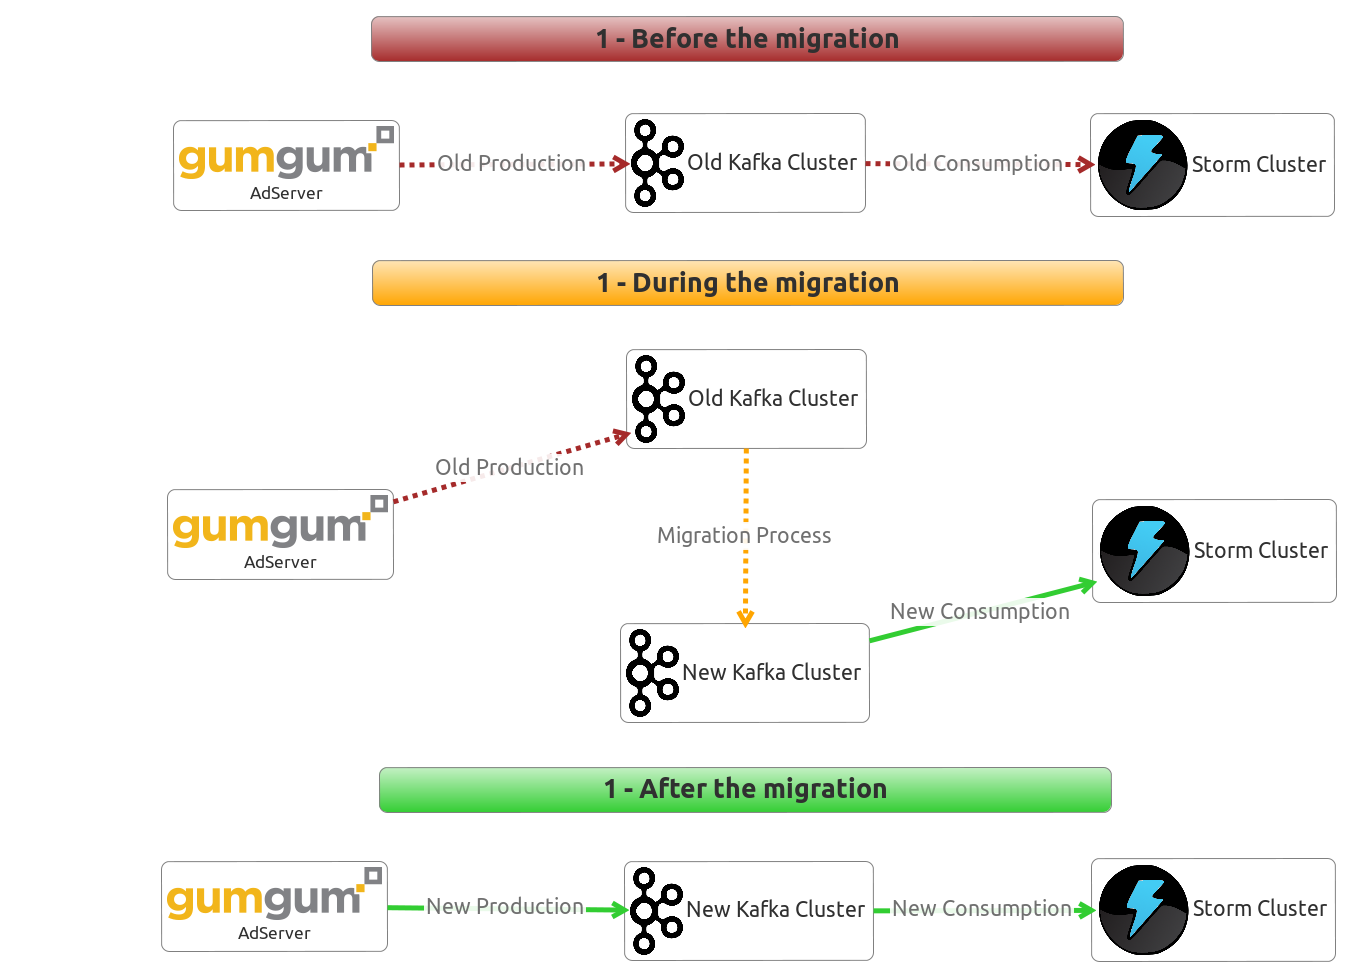 1 - Before the migration
gumgum
AdServer
Old Production
Old Kafka Cluster
Old Consumption
Storm Cluster
1 - During the migration
Old Kafka Cluster
Old Production
gumgum
AdServer
Migration Process
Storm Cluster
New Consumption
New Kafka Cluster
1 - After the migration
gumgum
AdServer
New Production
New Kafka Cluster
New Consumption
Storm Cluster